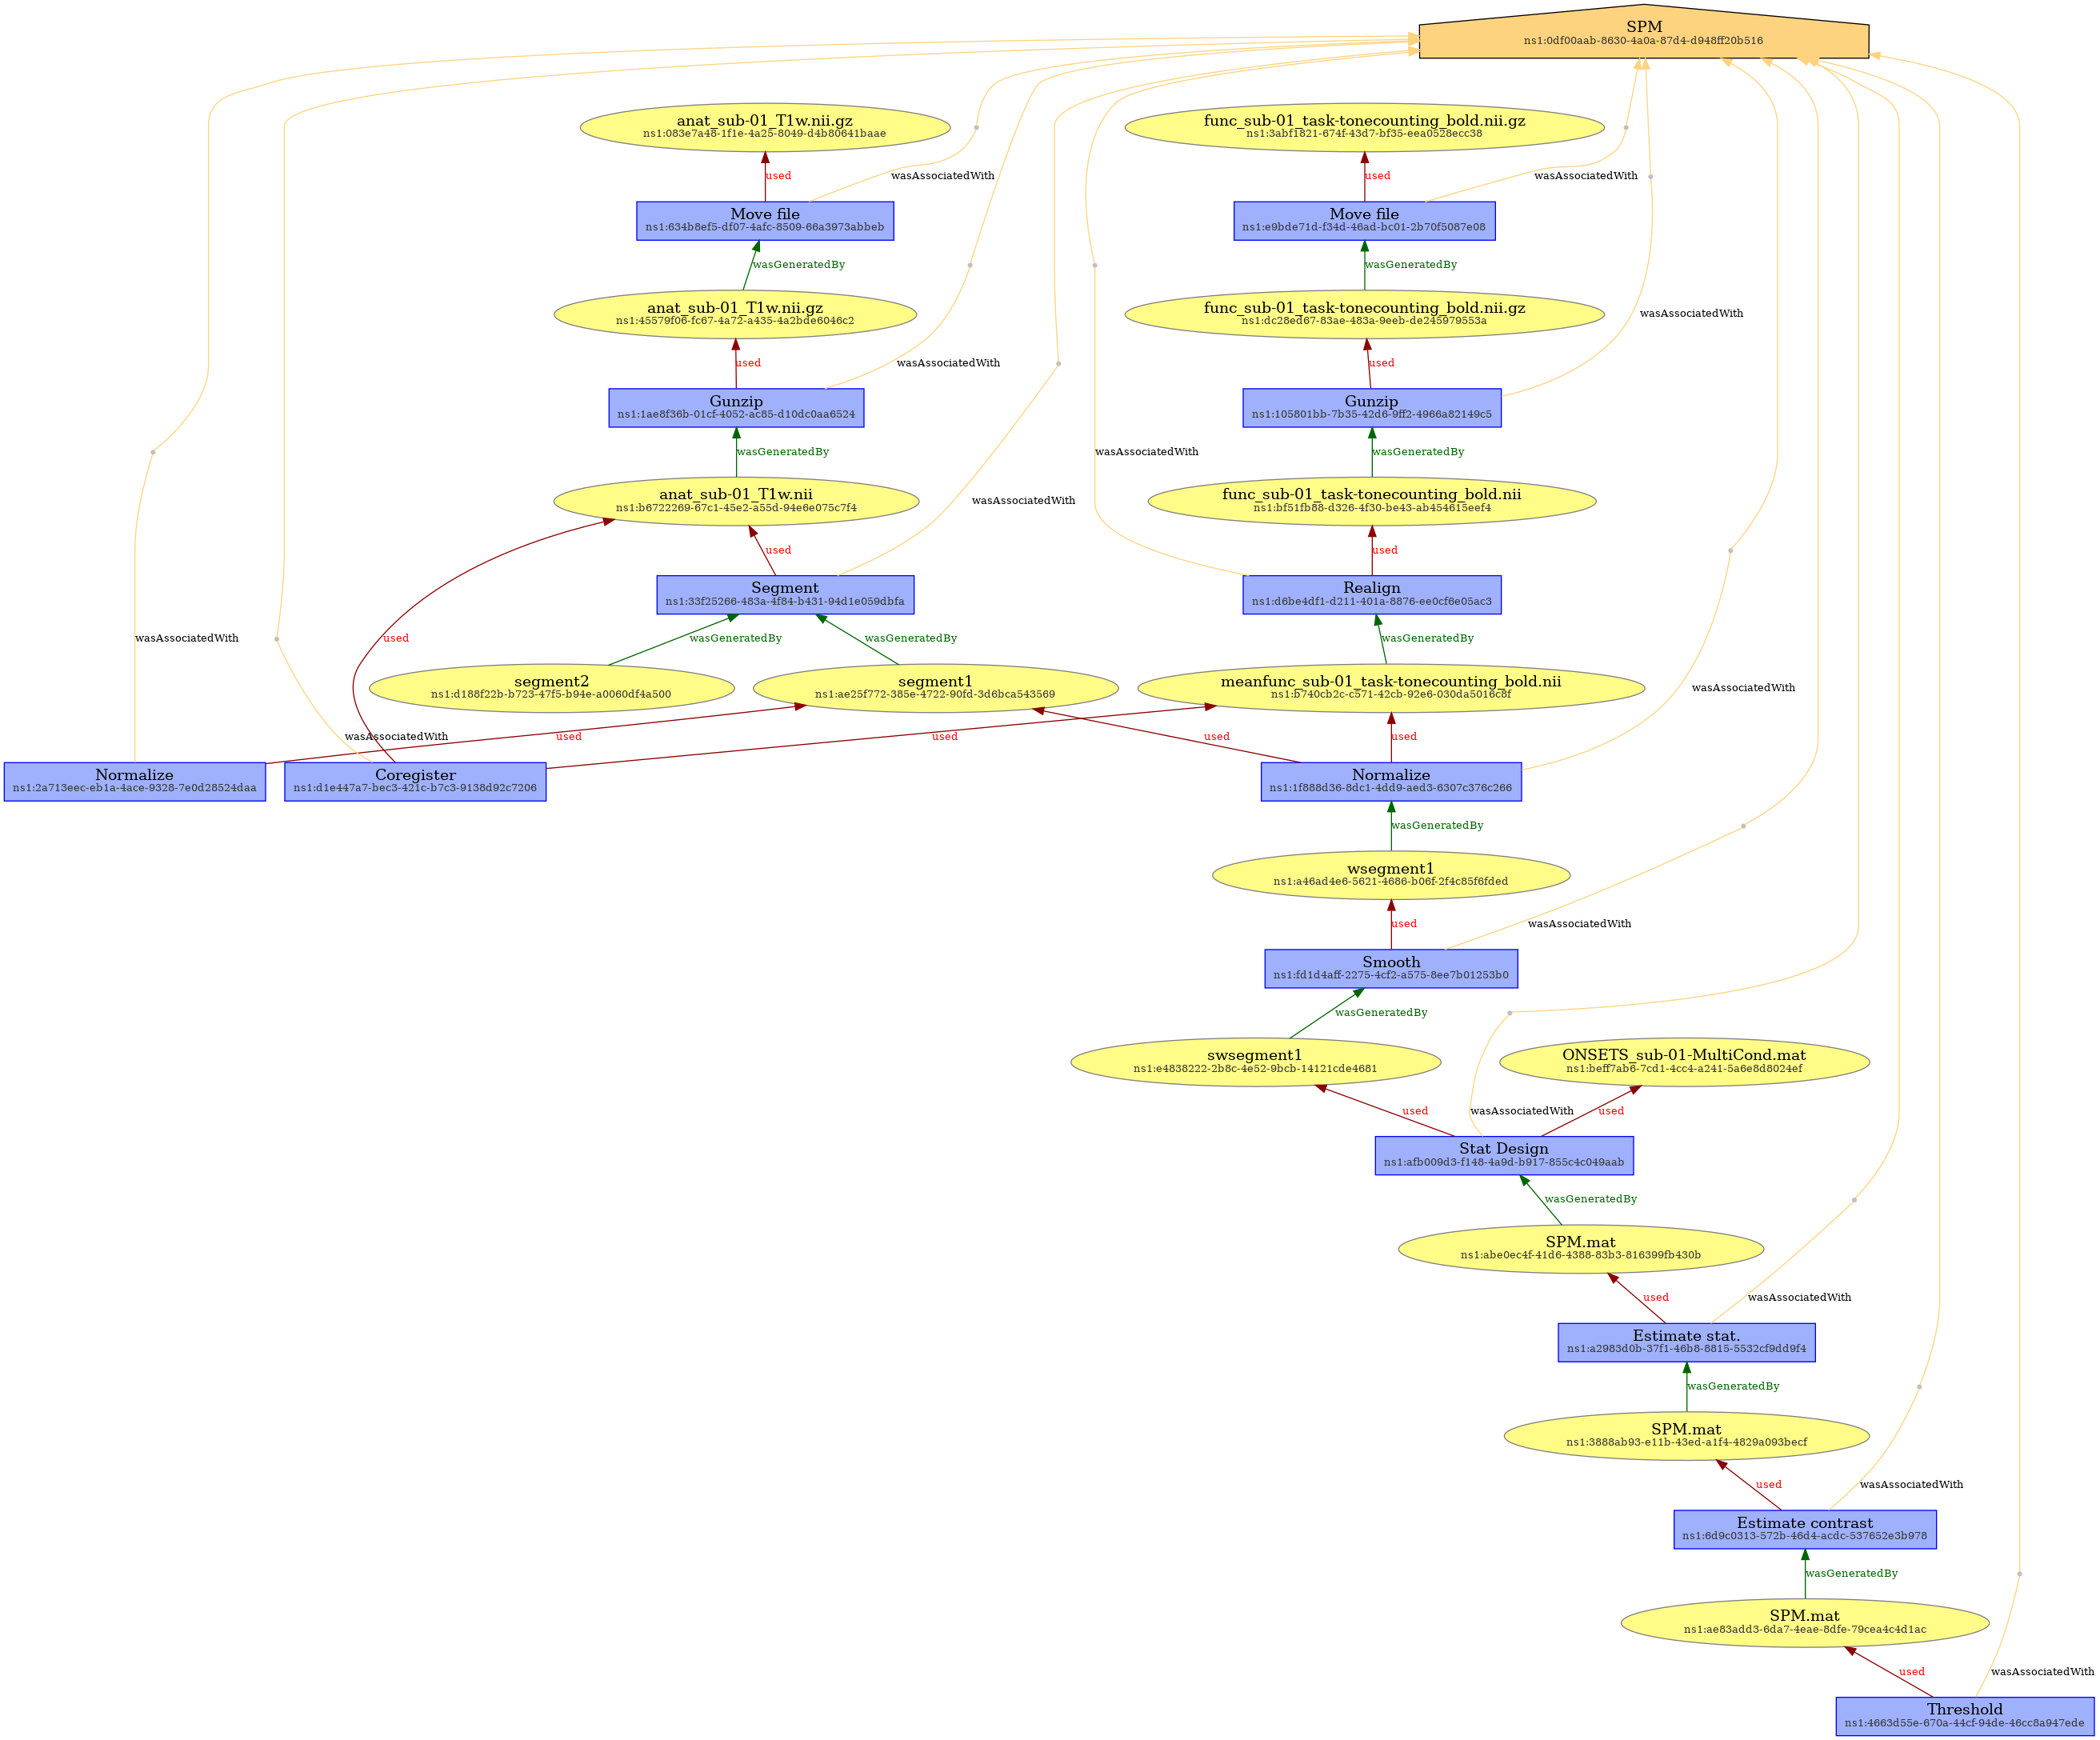 SPM
ns1:0df00aab-8630-4a0a-87d4-d948ff20b516
anat_sub-01_T1w.nii.gz
ns1:083e7a48-1f1e-4a25-8049-d4b80641baae
func_sub-01_task-tonecounting_bold.nii.gz
ns1:3abf1821-674f-43d7-bf35-eea0528ecc38
used
wasAssociatedWith
used
wasAssociatedWith
Move file
ns1:634b8ef5-df07-4afc-8509-66a3973abbeb
Move file
ns1:e9bde71d-f34d-46ad-bc01-2b70f5087e08
wasGeneratedBy
wasGeneratedBy
anat_sub-01_T1w.nii.gz
ns1:45579f06-fc67-4a72-a435-4a2bde6046c2
func_sub-01_task-tonecounting_bold.nii.gz
ns1:dc28ed67-83ae-483a-9eeb-de245979553a
wasAssociatedWith
used
wasAssociatedWith
used
Gunzip
ns1:1ae8f36b-01cf-4052-ac85-d10dc0aa6524
Gunzip
ns1:105801bb-7b35-42d6-9ff2-4966a82149c5
wasGeneratedBy
wasAssociatedWith
wasGeneratedBy
anat_sub-01_T1w.nii
ns1:b6722269-67c1-45e2-a55d-94e6e075c7f4
wasAssociatedWith
func_sub-01_task-tonecounting_bold.nii
ns1:bf51fb88-d326-4f30-be43-ab454615eef4
used
used
Segment
ns1:33f25266-483a-4f84-b431-94d1e059dbfa
Realign
ns1:d6be4df1-d211-401a-8876-ee0cf6e05ac3
wasAssociatedWith
used
wasGeneratedBy
wasGeneratedBy
wasGeneratedBy
segment2
ns1:d188f22b-b723-47f5-b94e-a0060df4a500
segment1
ns1:ae25f772-385e-4722-90fd-3d6bca543569
meanfunc_sub-01_task-tonecounting_bold.nii
ns1:b740cb2c-c571-42cb-92e6-030da5016c8f
wasAssociatedWith
wasAssociatedWith
used
used
used
used
Normalize
ns1:2a713eec-eb1a-4ace-9328-7e0d28524daa
Coregister
ns1:d1e447a7-bec3-421c-b7c3-9138d92c7206
Normalize
ns1:1f888d36-8dc1-4dd9-aed3-6307c376c266
wasGeneratedBy
wsegment1
ns1:a46ad4e6-5621-4686-b06f-2f4c85f6fded
used
wasAssociatedWith
Smooth
ns1:fd1d4aff-2275-4cf2-a575-8ee7b01253b0
wasGeneratedBy
swsegment1
ns1:e4838222-2b8c-4e52-9bcb-14121cde4681
ONSETS_sub-01-MultiCond.mat
ns1:beff7ab6-7cd1-4cc4-a241-5a6e8d8024ef
used
wasAssociatedWith
used
Stat Design
ns1:afb009d3-f148-4a9d-b917-855c4c049aab
wasGeneratedBy
SPM.mat
ns1:abe0ec4f-41d6-4388-83b3-816399fb430b
used
wasAssociatedWith
Estimate stat.
ns1:a2983d0b-37f1-46b8-8815-5532cf9dd9f4
wasGeneratedBy
SPM.mat
ns1:3888ab93-e11b-43ed-a1f4-4829a093becf
used
wasAssociatedWith
Estimate contrast
ns1:6d9c0313-572b-46d4-acdc-537652e3b978
wasGeneratedBy
SPM.mat
ns1:ae83add3-6da7-4eae-8dfe-79cea4c4d1ac
used
wasAssociatedWith
Threshold
ns1:4663d55e-670a-44cf-94de-46cc8a947ede